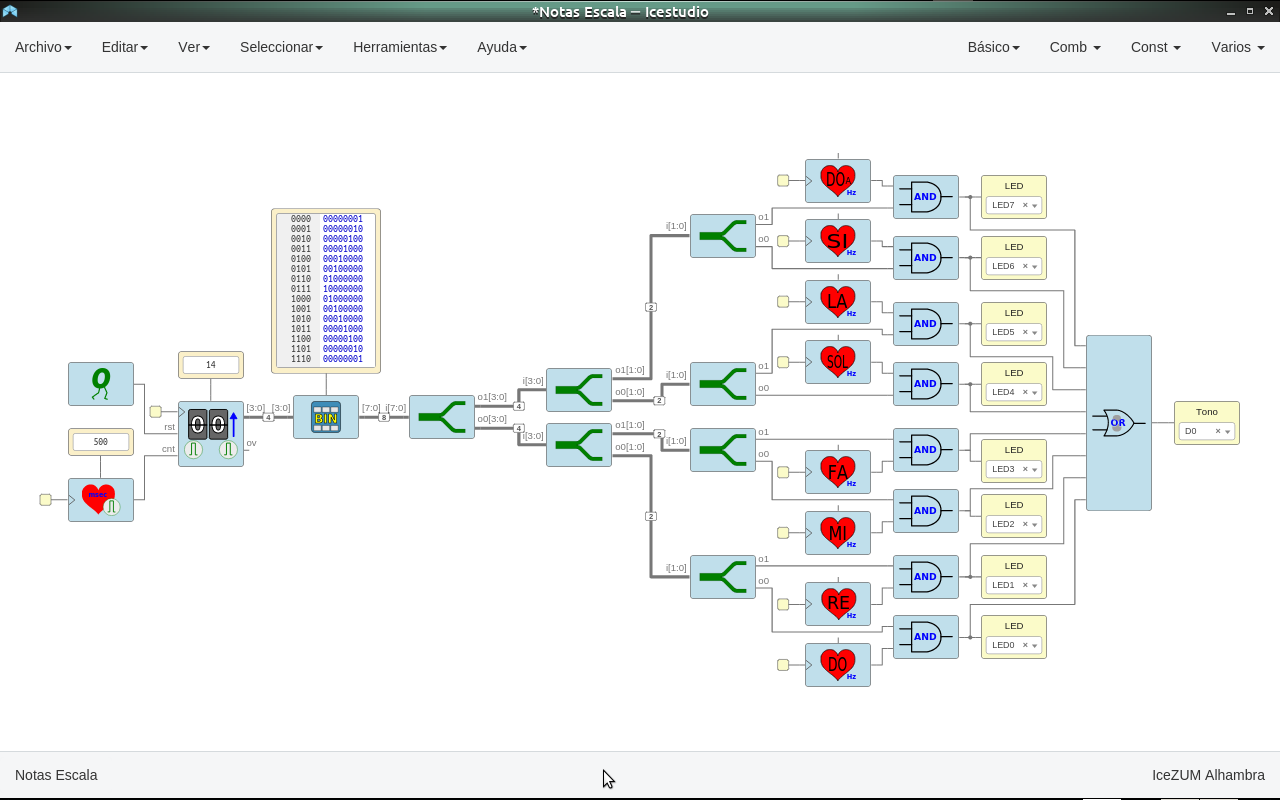 *Notas Escala — Icestudio
Archivo Editar Ver Seleccionar Herramientas Ayuda Básico Comb Const Varios
0000 00000001
0001 00000010
0010 00000100
0011 00001000
0100 00010000
0101 00100000
0110 01000000
0111 10000000
1000 01000000
1001 00100000
1010 00010000
1011 00001000
1100 00000100
1101 00000010
1110 00000001
14
500
0
msec
rst
cnt
00
[3:0]
ov
4
[3:0]
BIN
[7:0]
8
i[7:0]
o1[3:0]
o0[3:0]
4
4
i[3:0]
i[3:0]
o1[1:0]
o0[1:0]
o1[1:0]
o0[1:0]
2
2
2
2
i[1:0]
o1
o0
i[1:0]
o1
o0
i[1:0]
o1
o0
i[1:0]
o1
o0
DOA
Hz
SI
Hz
LA
Hz
SOL
Hz
FA
Hz
MI
Hz
RE
Hz
DO
Hz
AND
AND
AND
AND
AND
AND
AND
AND
LED
LED7 ×
LED
LED6 ×
LED
LED5 ×
LED
LED4 ×
LED
LED3 ×
LED
LED2 ×
LED
LED1 ×
LED
LED0 ×
OR
Tono
D0 ×
Notas Escala IceZUM Alhambra